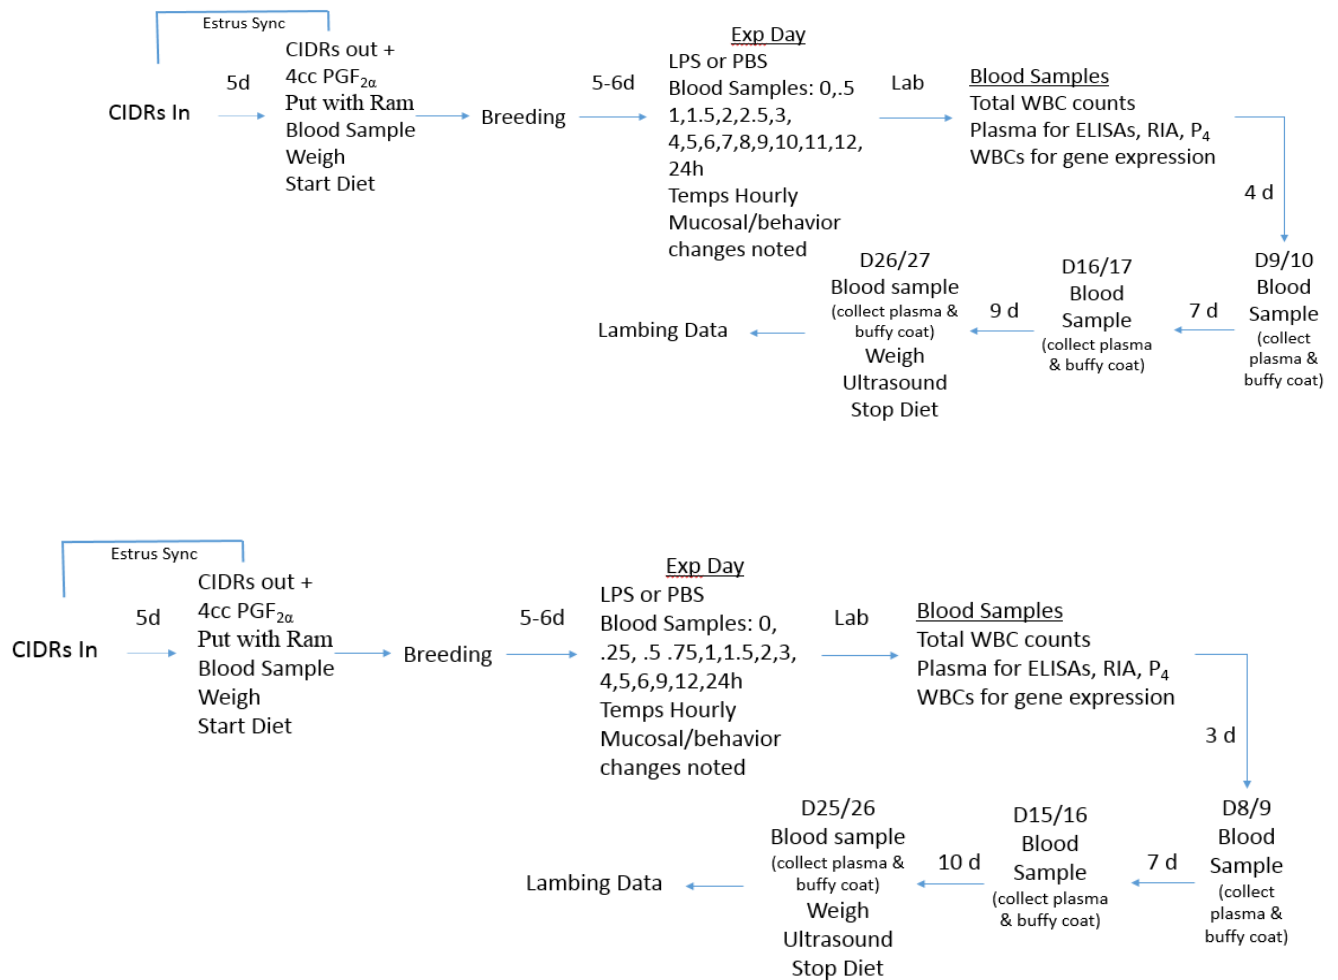 Estrus Sync
CIDRs In
5d
CIDRs out +
4cc PGF2α
Put with Ram
Blood Sample
Weigh
Start Diet
Breeding
5-6d
Exp Day
LPS or PBS
Blood Samples: 0,.5
1,1.5,2,2.5,3,
4,5,6,7,8,9,10,11,12,
24h
Temps Hourly
Mucosal/behavior
changes noted
Lab
Blood Samples
Total WBC counts
Plasma for ELISAs, RIA, P4
WBCs for gene expression
4 d
D9/10
Blood
Sample
(collect
plasma &
buffy coat)
7 d
D16/17
Blood
Sample
(collect plasma
& buffy coat)
9 d
D26/27
Blood sample
(collect plasma &
buffy coat)
Weigh
Ultrasound
Stop Diet
Lambing Data
Estrus Sync
CIDRs In
5d
CIDRs out +
4cc PGF2α
Put with Ram
Blood Sample
Weigh
Start Diet
Breeding
5-6d
Exp Day
LPS or PBS
Blood Samples: 0,
.25, .5 .75,1,1.5,2,3,
4,5,6,9,12,24h
Temps Hourly
Mucosal/behavior
changes noted
Lab
Blood Samples
Total WBC counts
Plasma for ELISAs, RIA, P4
WBCs for gene expression
3 d
D8/9
Blood
Sample
(collect
plasma &
buffy coat)
7 d
D15/16
Blood
Sample
(collect plasma
& buffy coat)
10 d
D25/26
Blood sample
(collect plasma &
buffy coat)
Weigh
Ultrasound
Stop Diet
Lambing Data